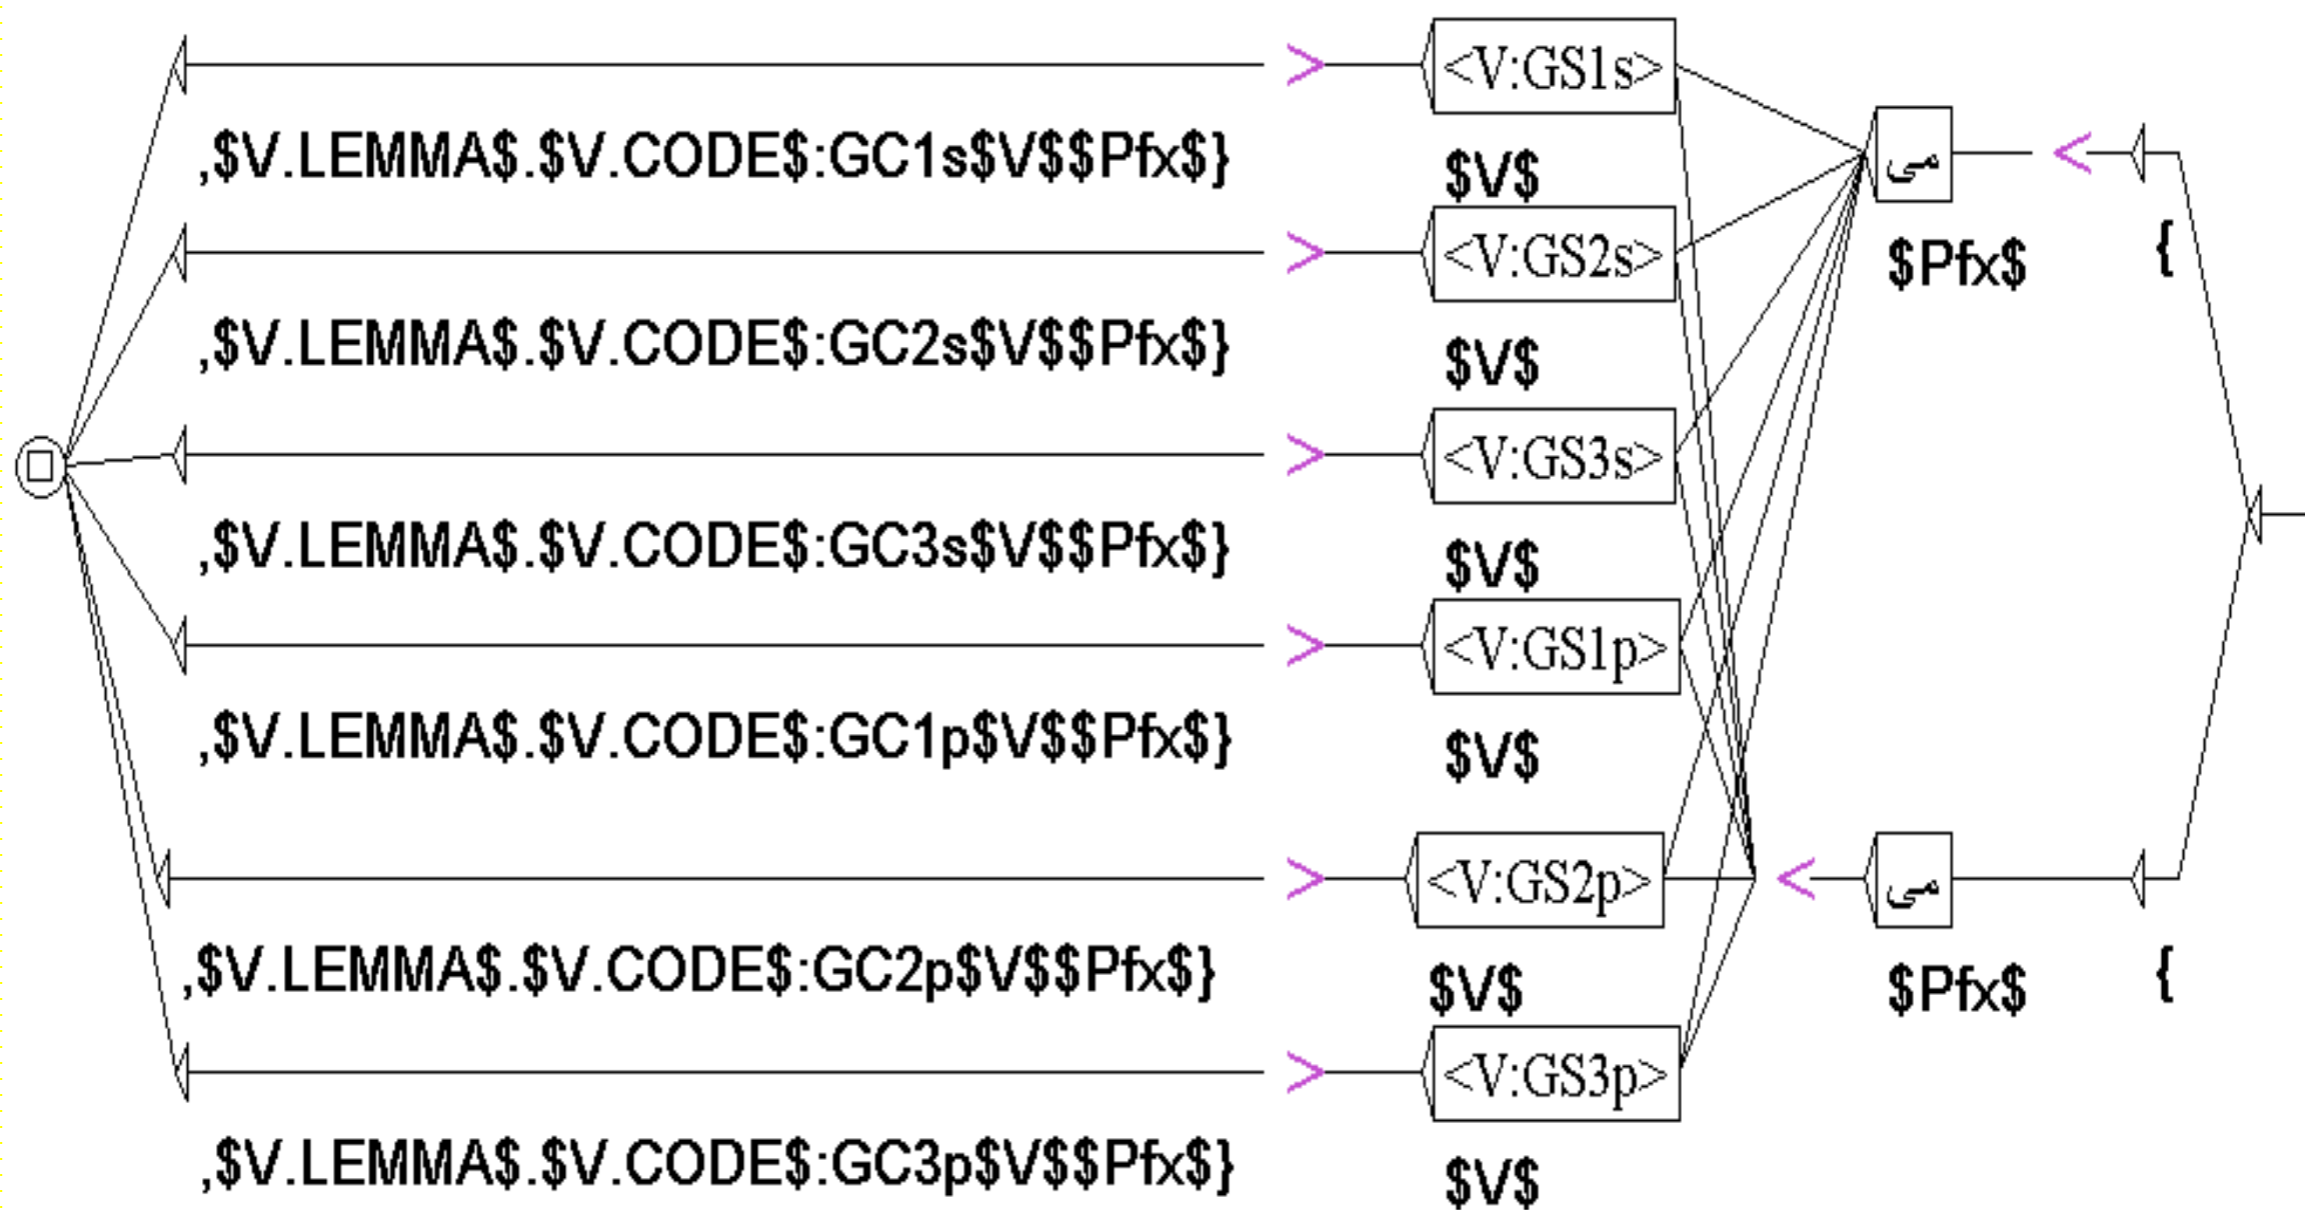 <V:GS1s>
,$V.LEMMA$.$V.CODE$:GC1s$V$$Pfx$}
$V$
می
$Pfx$
{
<V:GS2s>
,$V.LEMMA$.$V.CODE$:GC2s$V$$Pfx$}
$V$
<V:GS3s>
,$V.LEMMA$.$V.CODE$:GC3s$V$$Pfx$}
$V$
<V:GS1p>
,$V.LEMMA$.$V.CODE$:GC1p$V$$Pfx$}
$V$
<V:GS2p>
,$V.LEMMA$.$V.CODE$:GC2p$V$$Pfx$}
$V$
می
$Pfx$
{
<V:GS3p>
,$V.LEMMA$.$V.CODE$:GC3p$V$$Pfx$}
$V$